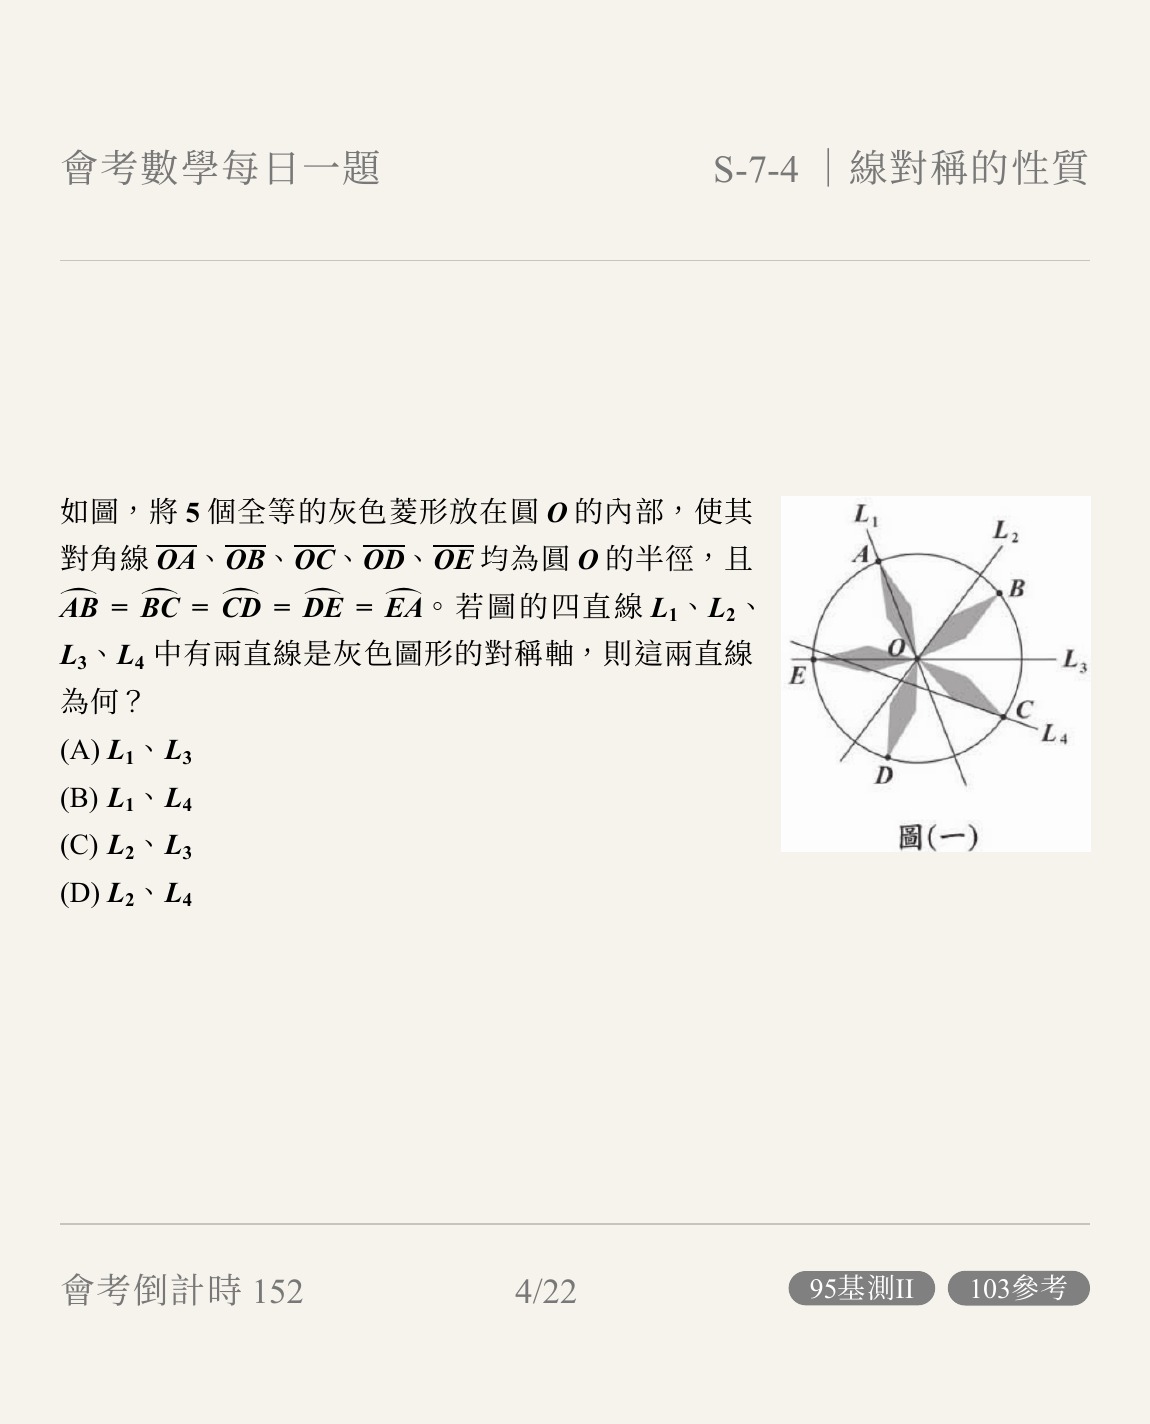 會考數學每日一題
S-7-4｜線對稱的性質
如圖，將 5 個全等的灰色菱形放在圓 O 的內部，使其
對角線 OA、OB、OC、OD、OE 均為圓 O 的半徑，且
AB = BC = CD = DE = EA。若圖的四直線 L₁、L₂、
L₃、L₄ 中有兩直線是灰色圖形的對稱軸，則這兩直線
為何？
(A) L₁、L₃
(B) L₁、L₄
(C) L₂、L₃
(D) L₂、L₄
L₁
L₂
A
B
O
L₃
E
C
L₄
D
圖(一)
會考倒計時 152
4/22
95基測II
103參考